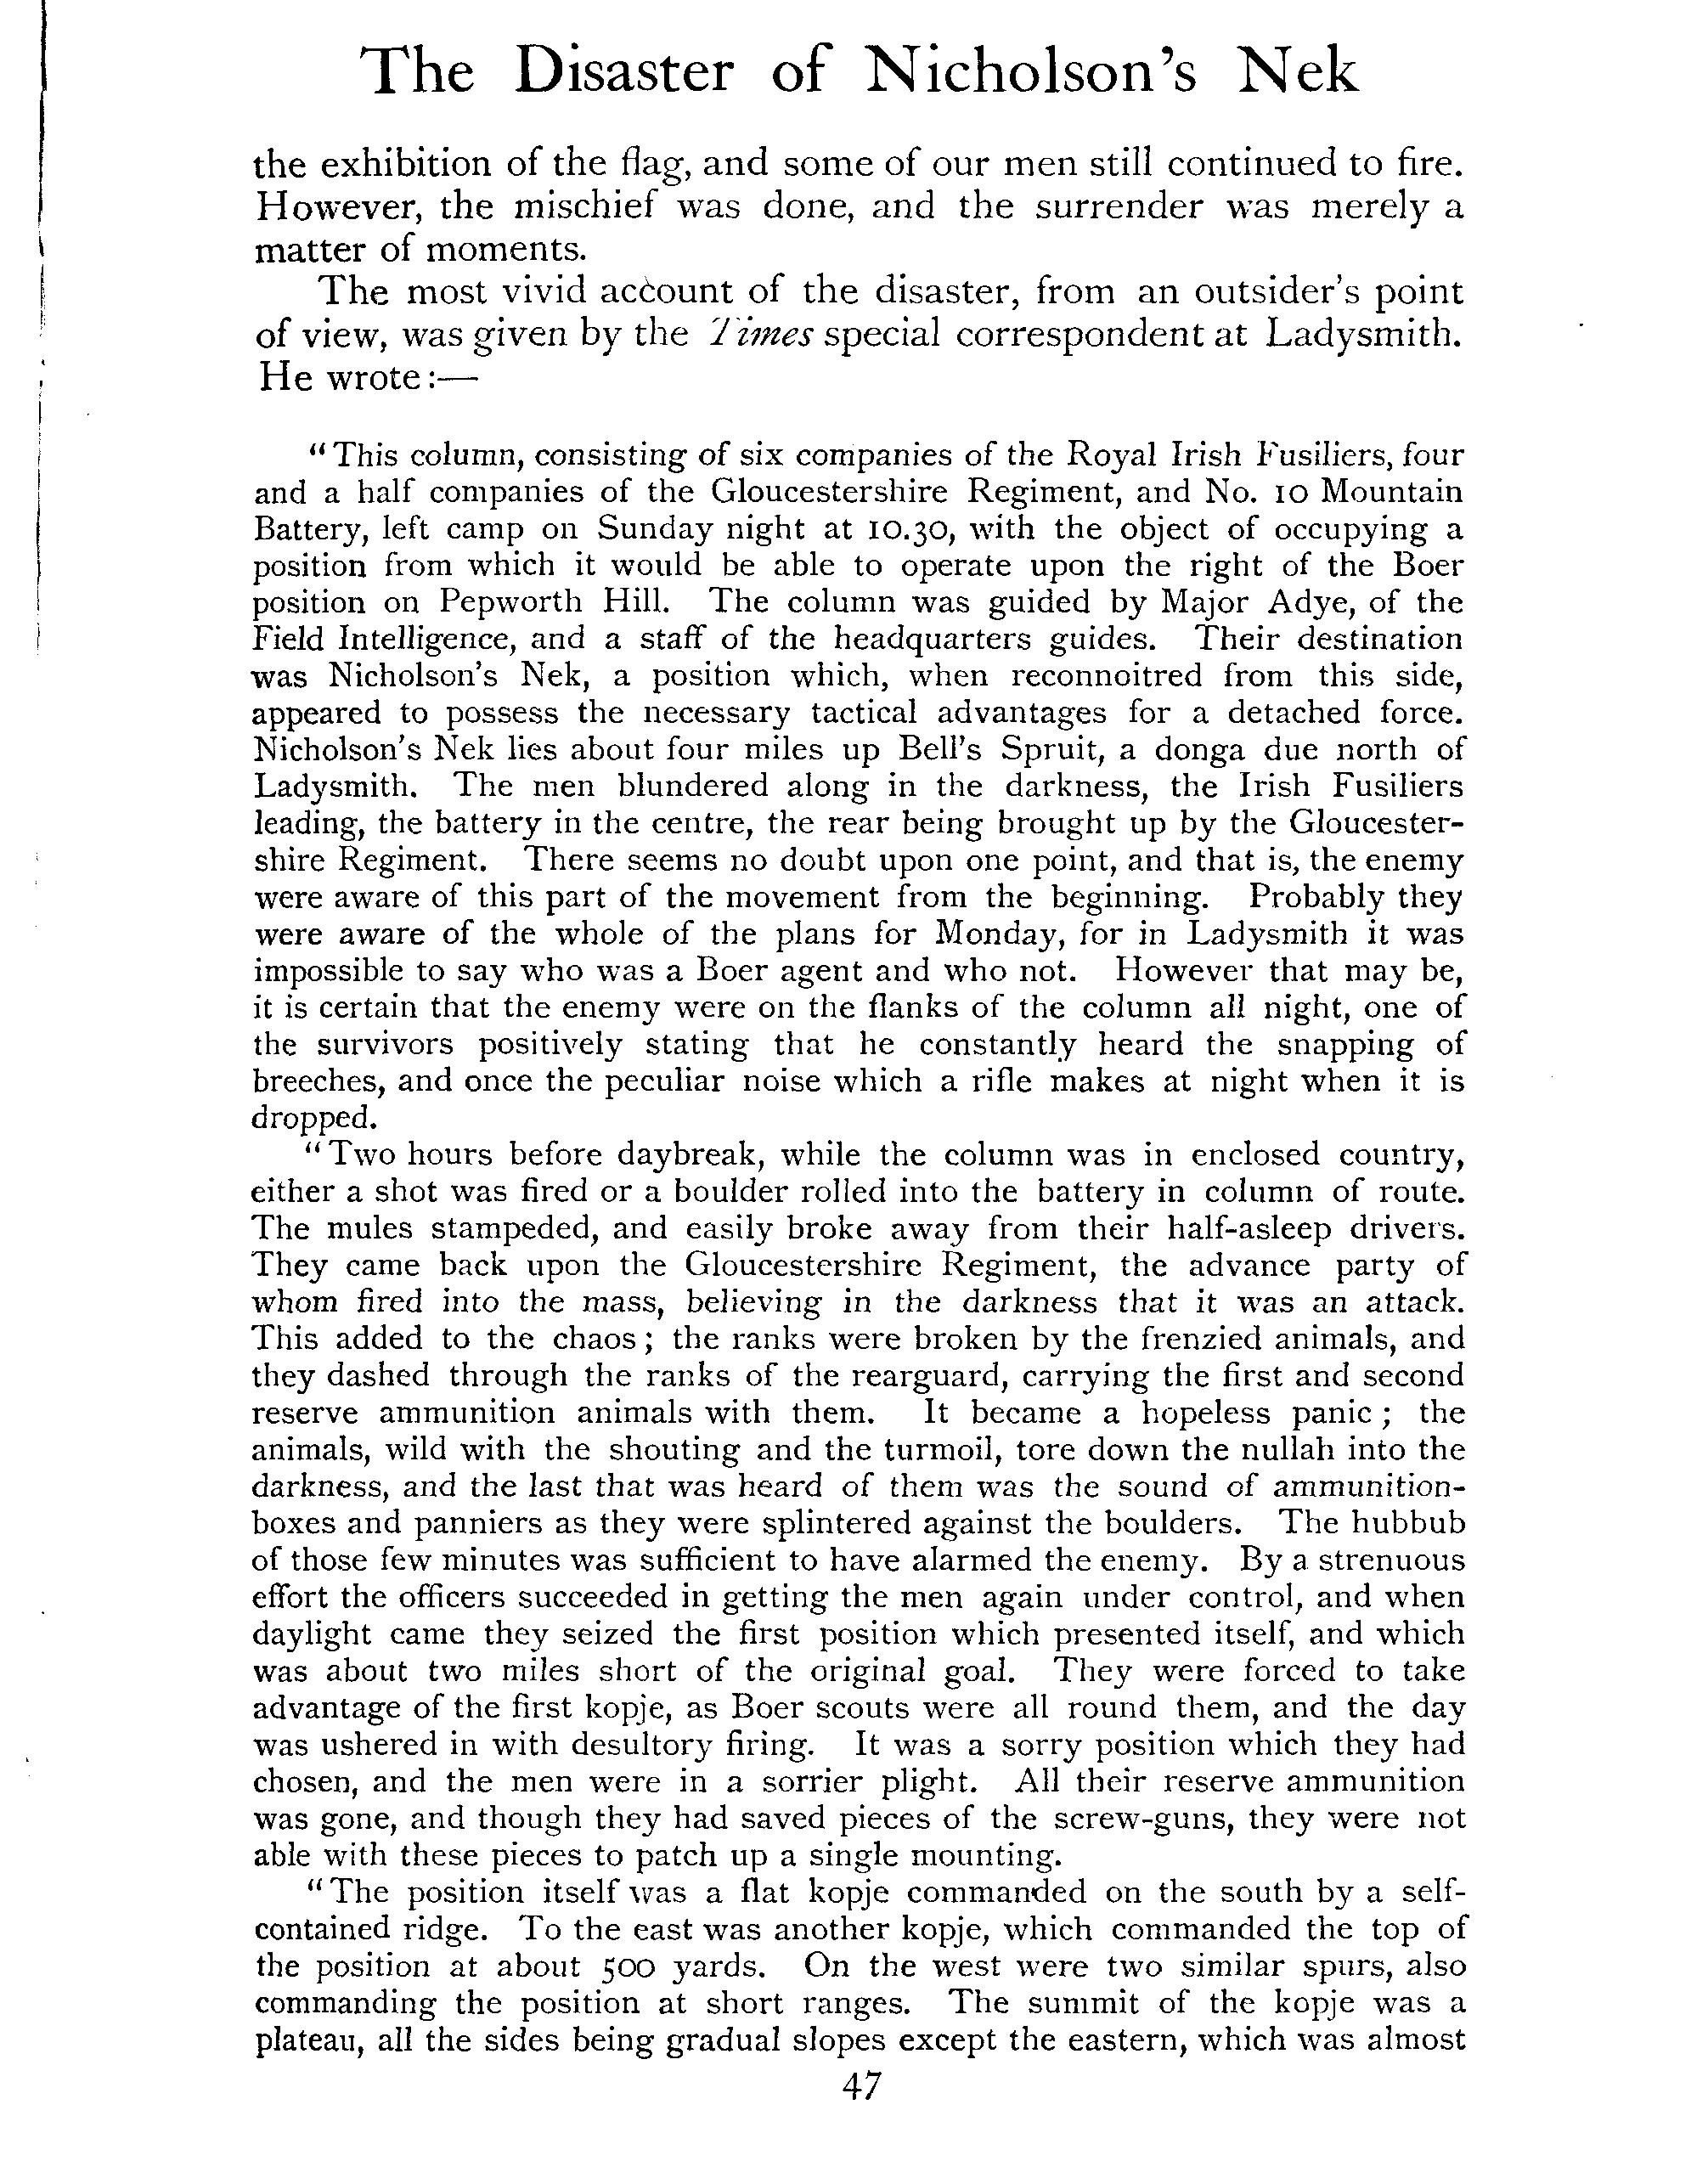 The Disaster of Nicholson's Nek
the exhibition of the flag, and some of our men still continued to fire.
However, the mischief was done, and the surrender was merely a
matter of moments.
The most vivid account of the disaster, from an outsider's point
of view, was given by the Times special correspondent at Ladysmith.
He wrote:—
"This column, consisting of six companies of the Royal Irish Fusiliers, four
and a half companies of the Gloucestershire Regiment, and No. 10 Mountain
Battery, left camp on Sunday night at 10.30, with the object of occupying a
position from which it would be able to operate upon the right of the Boer
position on Pepworth Hill. The column was guided by Major Adye, of the
Field Intelligence, and a staff of the headquarters guides. Their destination
was Nicholson's Nek, a position which, when reconnoitred from this side,
appeared to possess the necessary tactical advantages for a detached force.
Nicholson's Nek lies about four miles up Bell's Spruit, a donga due north of
Ladysmith. The men blundered along in the darkness, the Irish Fusiliers
leading, the battery in the centre, the rear being brought up by the Gloucester-
shire Regiment. There seems no doubt upon one point, and that is, the enemy
were aware of this part of the movement from the beginning. Probably they
were aware of the whole of the plans for Monday, for in Ladysmith it was
impossible to say who was a Boer agent and who not. However that may be,
it is certain that the enemy were on the flanks of the column all night, one of
the survivors positively stating that he constantly heard the snapping of
breeches, and once the peculiar noise which a rifle makes at night when it is
dropped.
"Two hours before daybreak, while the column was in enclosed country,
either a shot was fired or a boulder rolled into the battery in column of route.
The mules stampeded, and easily broke away from their half-asleep drivers.
They came back upon the Gloucestershire Regiment, the advance party of
whom fired into the mass, believing in the darkness that it was an attack.
This added to the chaos; the ranks were broken by the frenzied animals, and
they dashed through the ranks of the rearguard, carrying the first and second
reserve ammunition animals with them. It became a hopeless panic; the
animals, wild with the shouting and the turmoil, tore down the nullah into the
darkness, and the last that was heard of them was the sound of ammunition-
boxes and panniers as they were splintered against the boulders. The hubbub
of those few minutes was sufficient to have alarmed the enemy. By a strenuous
effort the officers succeeded in getting the men again under control, and when
daylight came they seized the first position which presented itself, and which
was about two miles short of the original goal. They were forced to take
advantage of the first kopje, as Boer scouts were all round them, and the day
was ushered in with desultory firing. It was a sorry position which they had
chosen, and the men were in a sorrier plight. All their reserve ammunition
was gone, and though they had saved pieces of the screw-guns, they were not
able with these pieces to patch up a single mounting.
"The position itself was a flat kopje commanded on the south by a self-
contained ridge. To the east was another kopje, which commanded the top of
the position at about 500 yards. On the west were two similar spurs, also
commanding the position at short ranges. The summit of the kopje was a
plateau, all the sides being gradual slopes except the eastern, which was almost
47